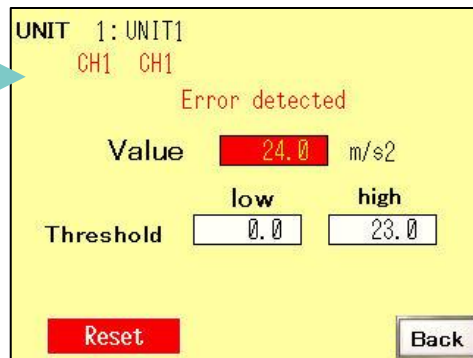 UNIT 1:UNIT1
CH1 CH1
Error detected
Value 24.0 m/s2
low high
Threshold 0.0 23.0
Reset Back